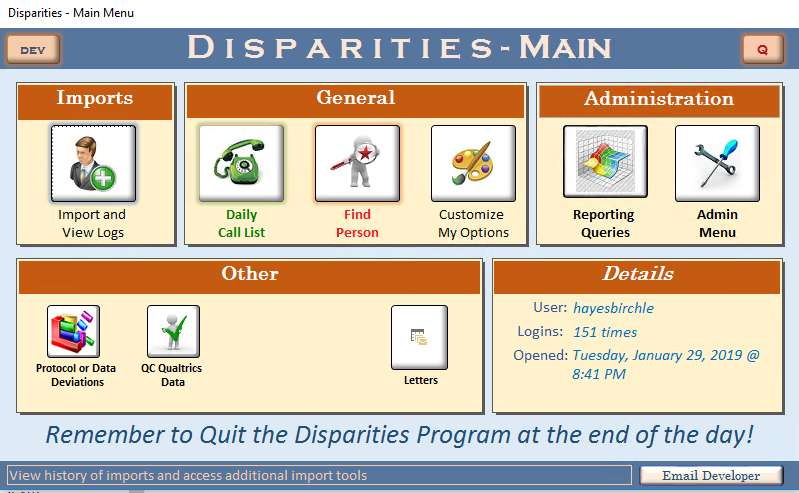 Disparities - Main Menu
DEV
DISPARITIES-MAIN
Q
Imports
Import and
View Logs
General
Daily
Call List
Find
Person
Customize
My Options
Administration
Reporting
Queries
Admin
Menu
Other
Protocol or Data
Deviations
QC Qualtrics
Data
Letters
Details
User: hayesbirchle
Logins: 151 times
Opened: Tuesday, January 29, 2019 @
8:41 PM
Remember to Quit the Disparities Program at the end of the day!
View history of imports and access additional import tools
Email Developer